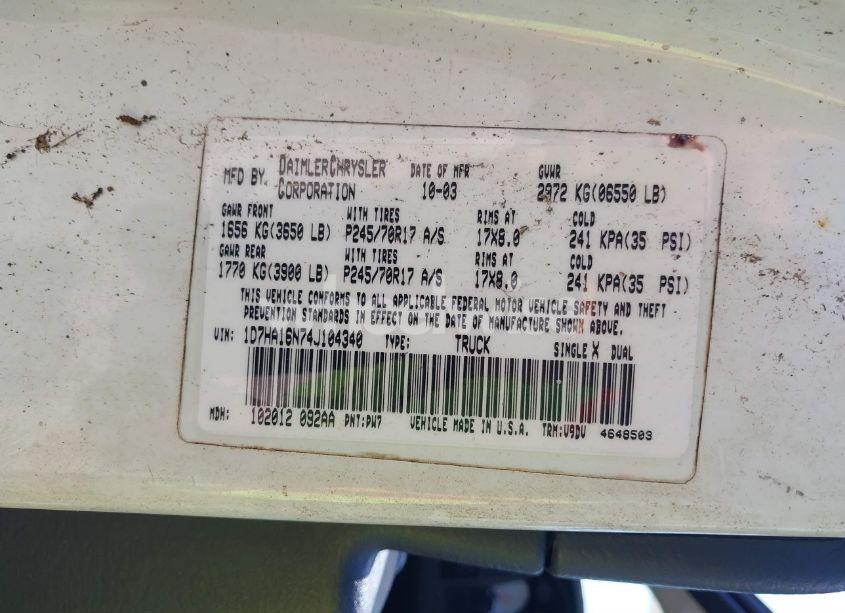 MFD BY. DAIMLERCHRYSLER CORPORATION DATE OF MFR 10-03 GVWR 2972 KG(06550 LB)
GAWR FRONT WITH TIRES RIMS AT COLD
1656 KG(3650 LB) P245/70R17 A/S 17X8.0 241 KPA(35 PSI)
GAWR REAR WITH TIRES RIMS AT COLD
1770 KG(3900 LB) P245/70R17 A/S 17X8.0 241 KPA(35 PSI)
THIS VEHICLE CONFORMS TO ALL APPLICABLE FEDERAL MOTOR VEHICLE SAFETY AND THEFT
PREVENTION STANDARDS IN EFFECT ON THE DATE OF MANUFACTURE SHOWN ABOVE.
VIN: 1D7HA16N74J104340 TYPE: TRUCK SINGLE X DUAL
MDH: 102012 092AA PNT:PW7 VEHICLE MADE IN U.S.A. TRM:V9DV 4648503